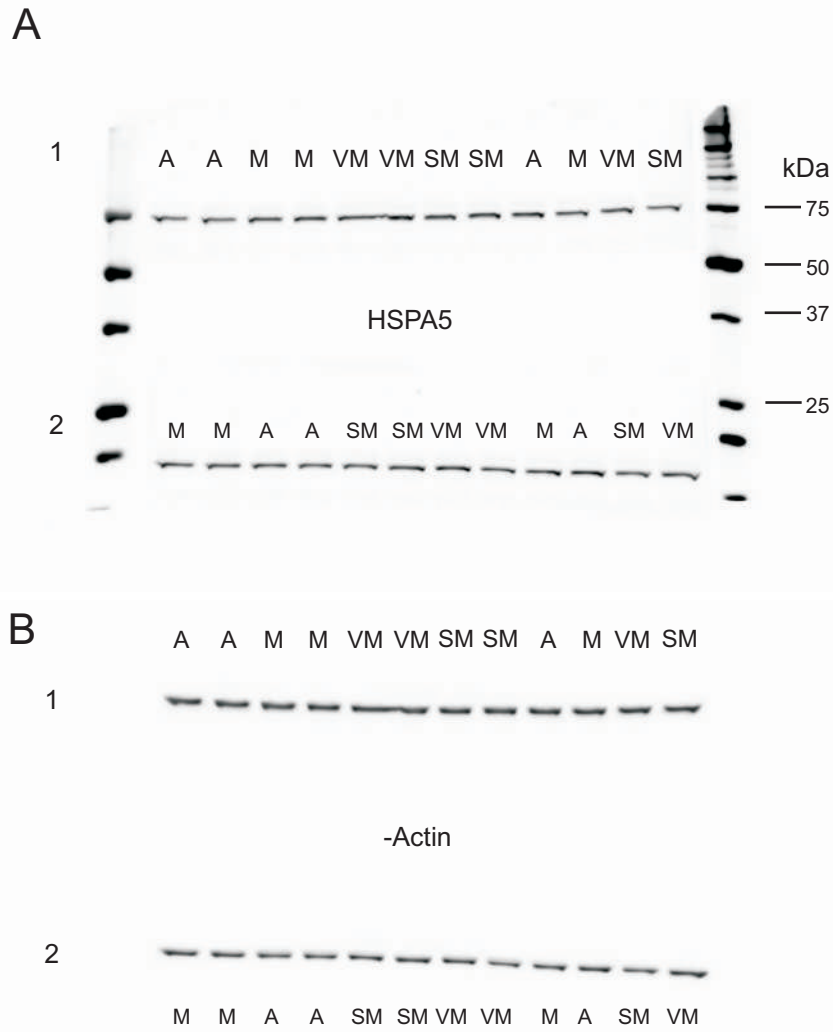 A
1
A A M M VM VM SM SM A M VM SM
kDa
75
50
HSPA5
37
25
2
M M A A SM SM VM VM M A SM VM
B
A A M M VM VM SM SM A M VM SM
1
-Actin
2
M M A A SM SM VM VM M A SM VM